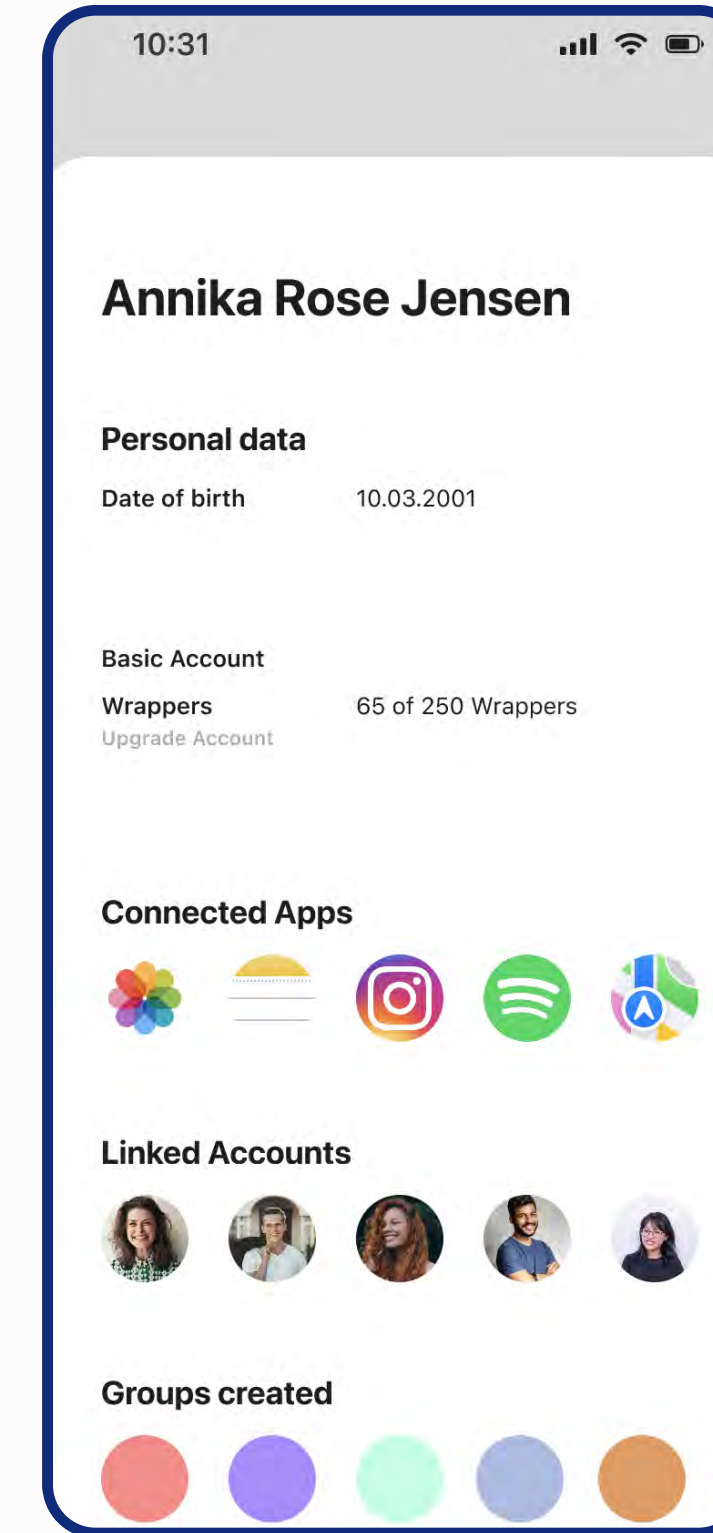 10:31
Annika Rose Jensen
Personal data
Date of birth 10.03.2001
Basic Account
Wrappers 65 of 250 Wrappers
Upgrade Account
Connected Apps
Linked Accounts
Groups created